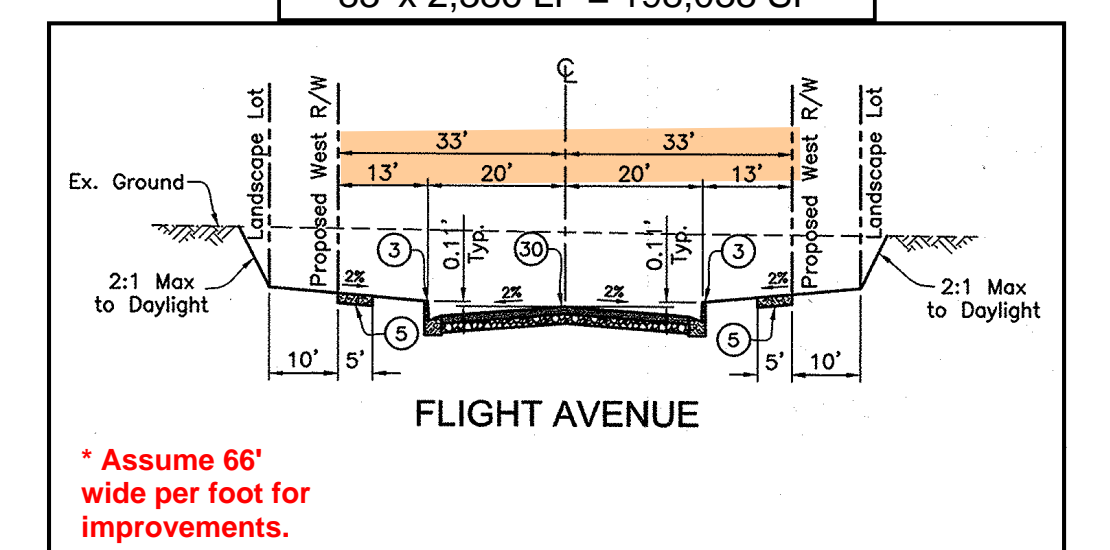 ℄
Landscape Lot
Proposed West R/W
Proposed West R/W
Landscape Lot
33' 33'
13' 20' 20' 13'
Ex. Ground
3 0.11' Typ. 30 0.11' Typ. 3
2% 2% 2% 2%
2:1 Max
to Daylight
2:1 Max
to Daylight
5 5
10' 5' 5' 10'
FLIGHT AVENUE
* Assume 66'
wide per foot for
improvements.